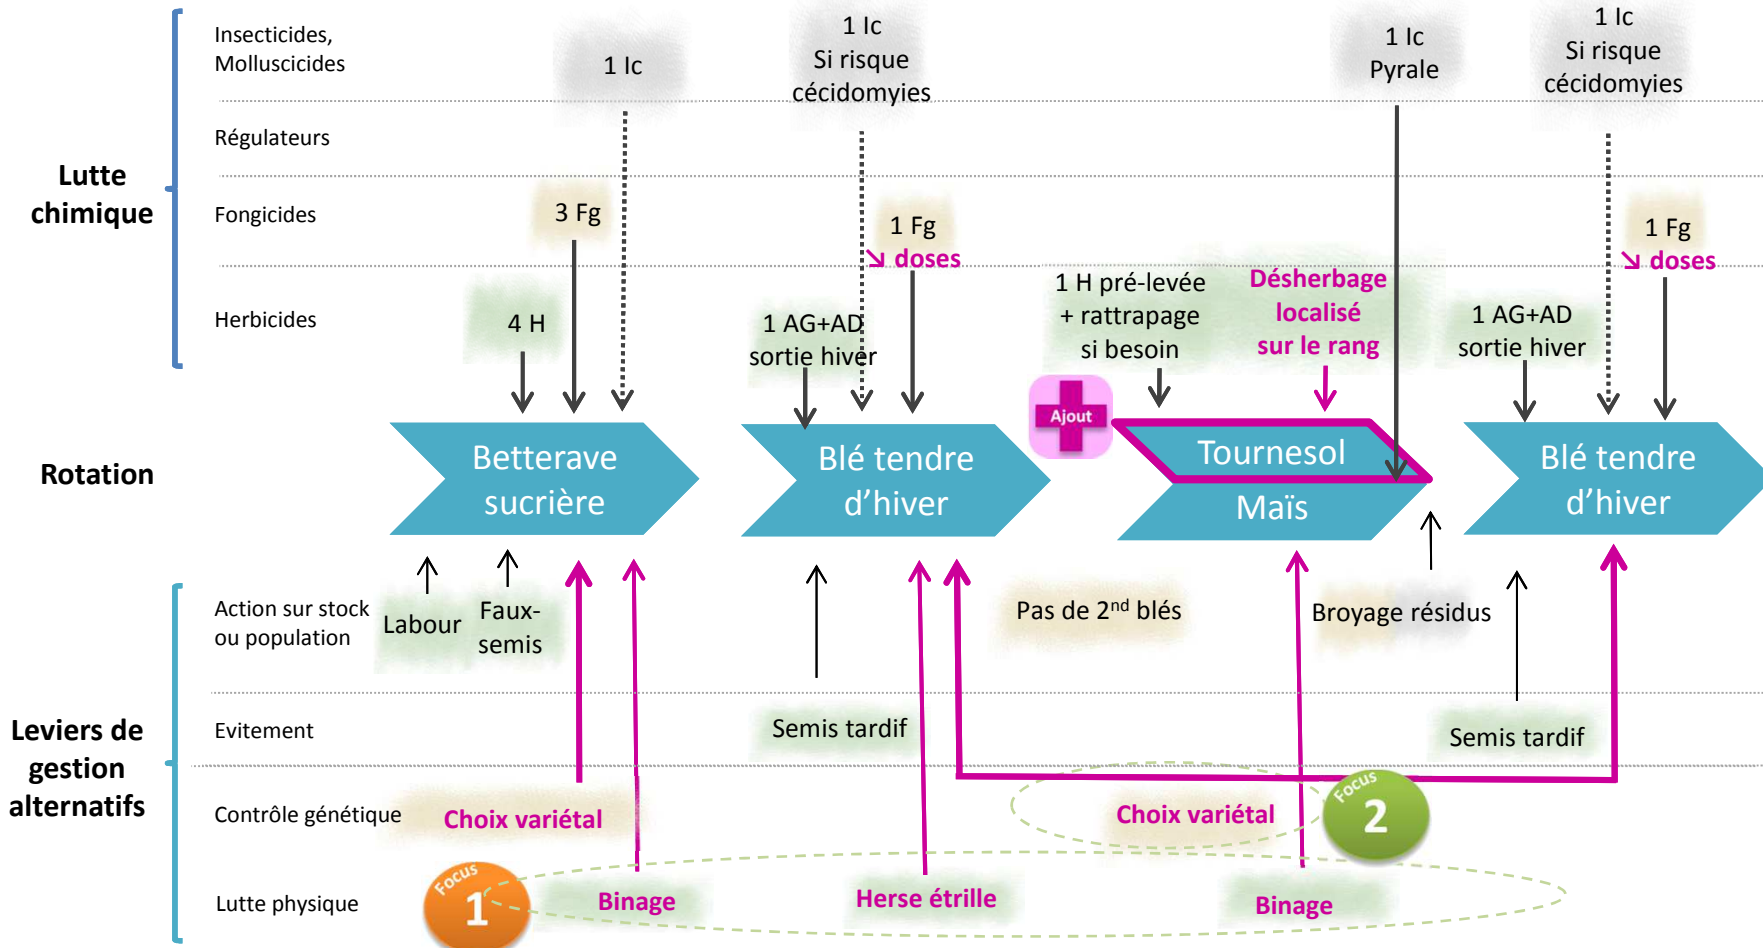 Lutte
chimique
Insecticides,
Molluscicides
1 Ic
1 Ic
Si risque
cécidomyies
1 Ic
Pyrale
1 Ic
Si risque
cécidomyies
Régulateurs
Fongicides
3 Fg
1 Fg
↘ doses
1 Fg
↘ doses
Herbicides
4 H
1 AG+AD
sortie hiver
1 H pré-levée
+ rattrapage
si besoin
Désherbage
localisé
sur le rang
1 AG+AD
sortie hiver
Rotation
Betterave
sucrière
Blé tendre
d'hiver
Ajout
Tournesol
Maïs
Blé tendre
d'hiver
Leviers de
gestion
alternatifs
Action sur stock
ou population
Labour
Faux-
semis
Pas de 2nd blés
Broyage résidus
Evitement
Semis tardif
Semis tardif
Contrôle génétique
Choix variétal
Choix variétal
Focus
2
Lutte physique
Focus
1
Binage
Herse étrille
Binage